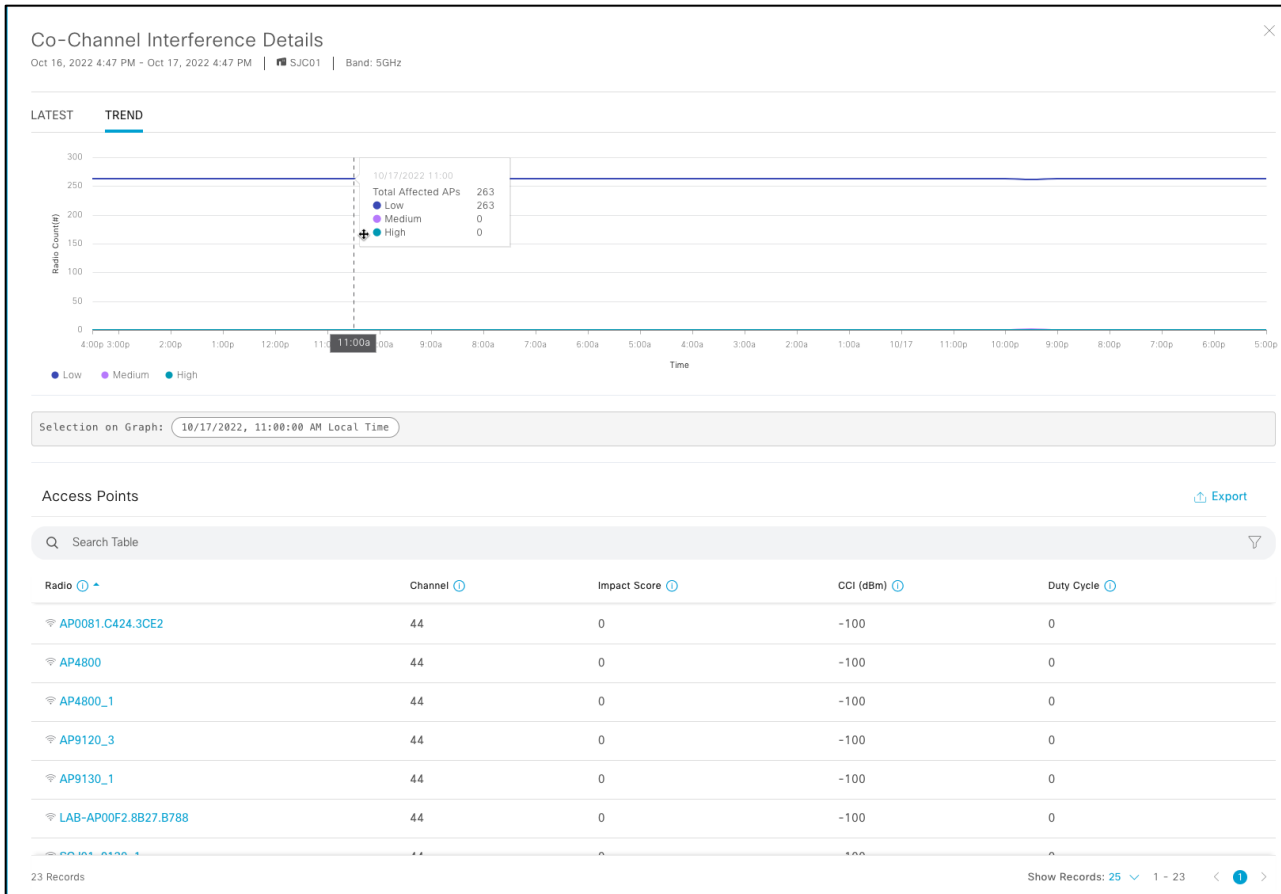 Co-Channel Interference Details
Oct 16, 2022 4:47 PM - Oct 17, 2022 4:47 PM | SJC01 | Band: 5GHz
LATEST TREND
300
250
200
150
100
50
0
Radio Count(#)
10/17/2022 11:00
Total Affected APs 263
Low 263
Medium 0
High 0
4:00p 3:00p 2:00p 1:00p 12:00p 11:0 11:00a 00a 9:00a 8:00a 7:00a 6:00a 5:00a 4:00a 3:00a 2:00a 1:00a 10/17 11:00p 10:00p 9:00p 8:00p 7:00p 6:00p 5:00p
Time
Low Medium High
Selection on Graph: 10/17/2022, 11:00:00 AM Local Time
Access Points
Export
Search Table
Radio Channel Impact Score CCI (dBm) Duty Cycle
AP0081.C424.3CE2 44 0 -100 0
AP4800 44 0 -100 0
AP4800_1 44 0 -100 0
AP9120_3 44 0 -100 0
AP9130_1 44 0 -100 0
LAB-AP00F2.8B27.B788 44 0 -100 0
23 Records
Show Records: 25 1 - 23 1